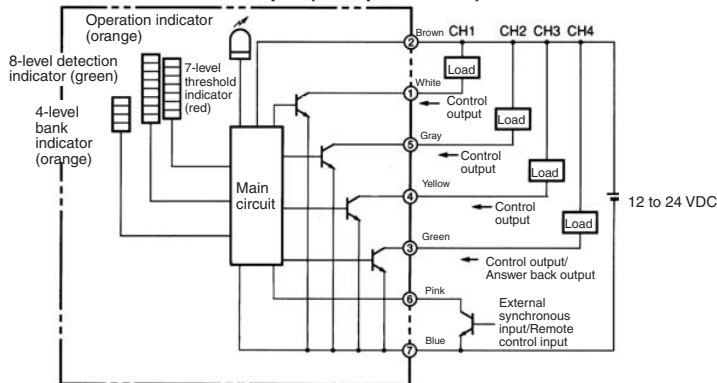 Operation indicator
(orange)
8-level detection
indicator (green)
7-level
threshold
indicator
(red)
4-level
bank
indicator
(orange)
Main
circuit
2 Brown CH1 CH2 CH3 CH4
Load
1 White
Control
output
Load
5 Gray
Control
output
Load
4 Yellow
Control
output
12 to 24 VDC
Load
3 Green
Control output/
Answer back output
6 Pink
External
synchronous
input/Remote
control input
7 Blue